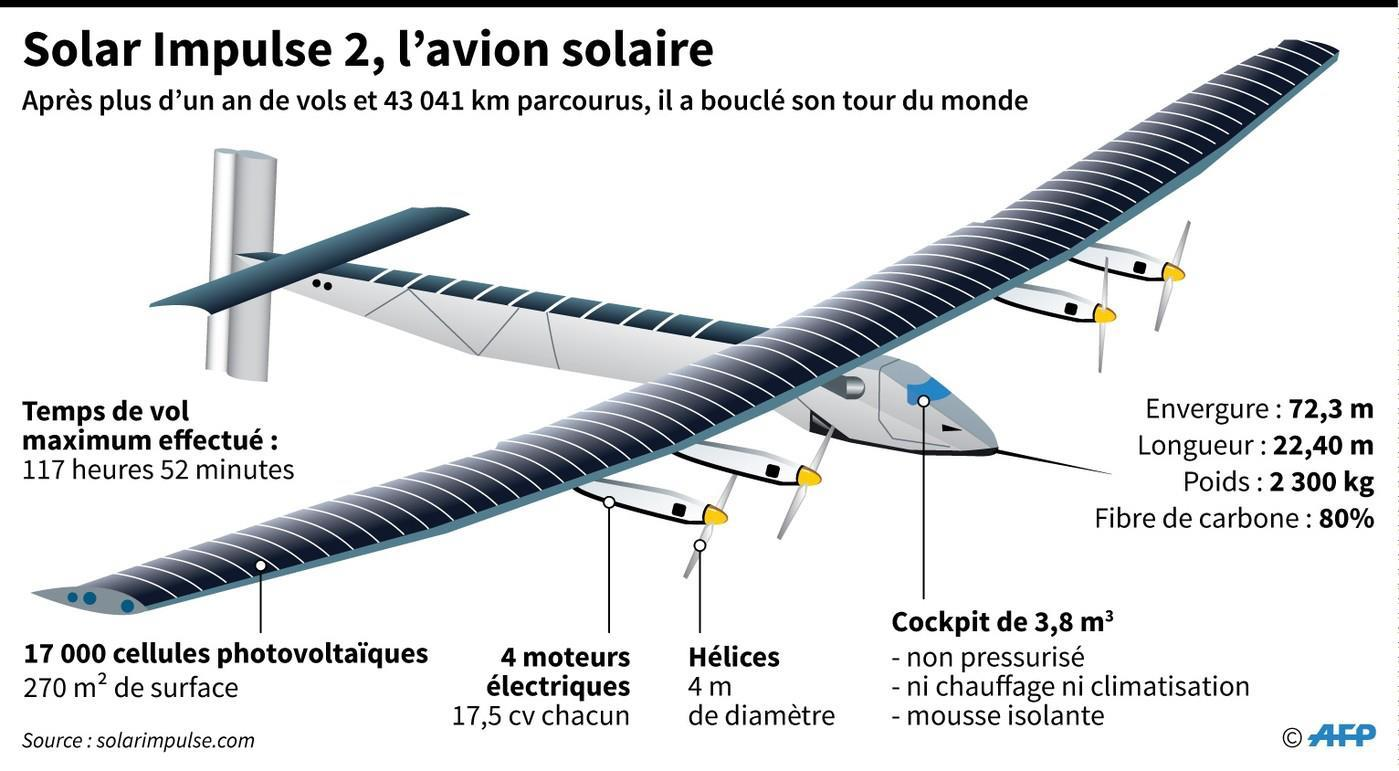 Solar Impulse 2, l’avion solaire
Après plus d’un an de vols et 43 041 km parcourus, il a bouclé son tour du monde
Temps de vol
maximum effectué :
117 heures 52 minutes
Envergure : 72,3 m
Longueur : 22,40 m
Poids : 2 300 kg
Fibre de carbone : 80%
17 000 cellules photovoltaïques
270 m² de surface
4 moteurs
électriques
17,5 cv chacun
Hélices
4 m
de diamètre
Cockpit de 3,8 m³
- non pressurisé
- ni chauffage ni climatisation
- mousse isolante
Source : solarimpulse.com
© AFP